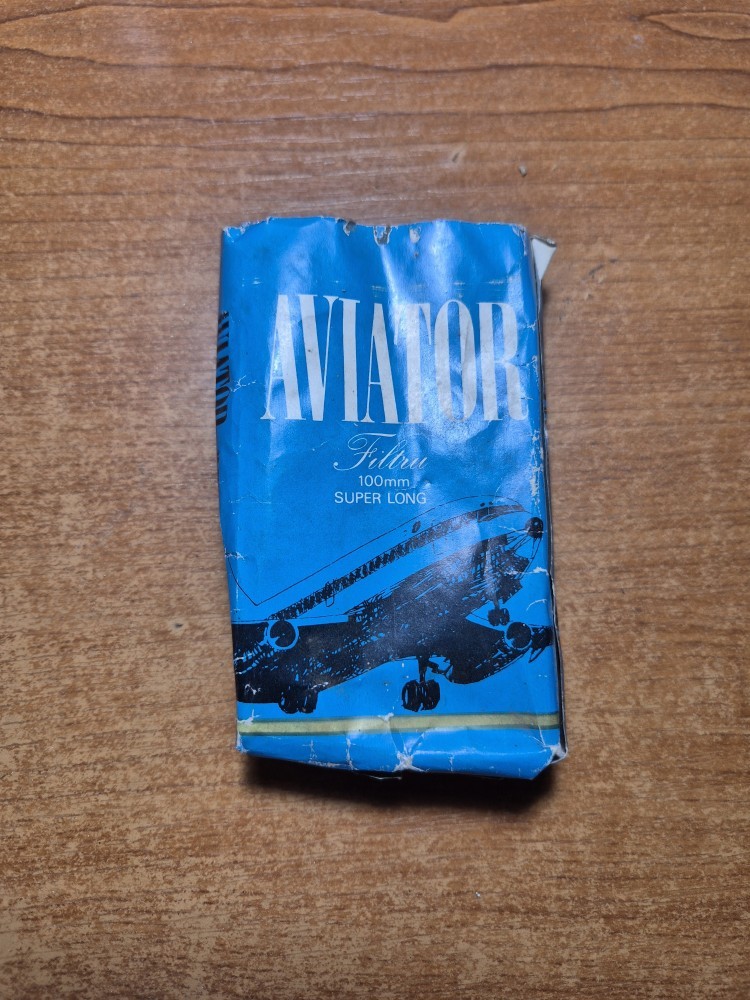 AVIATOR
Filtru
100mm
SUPER LONG